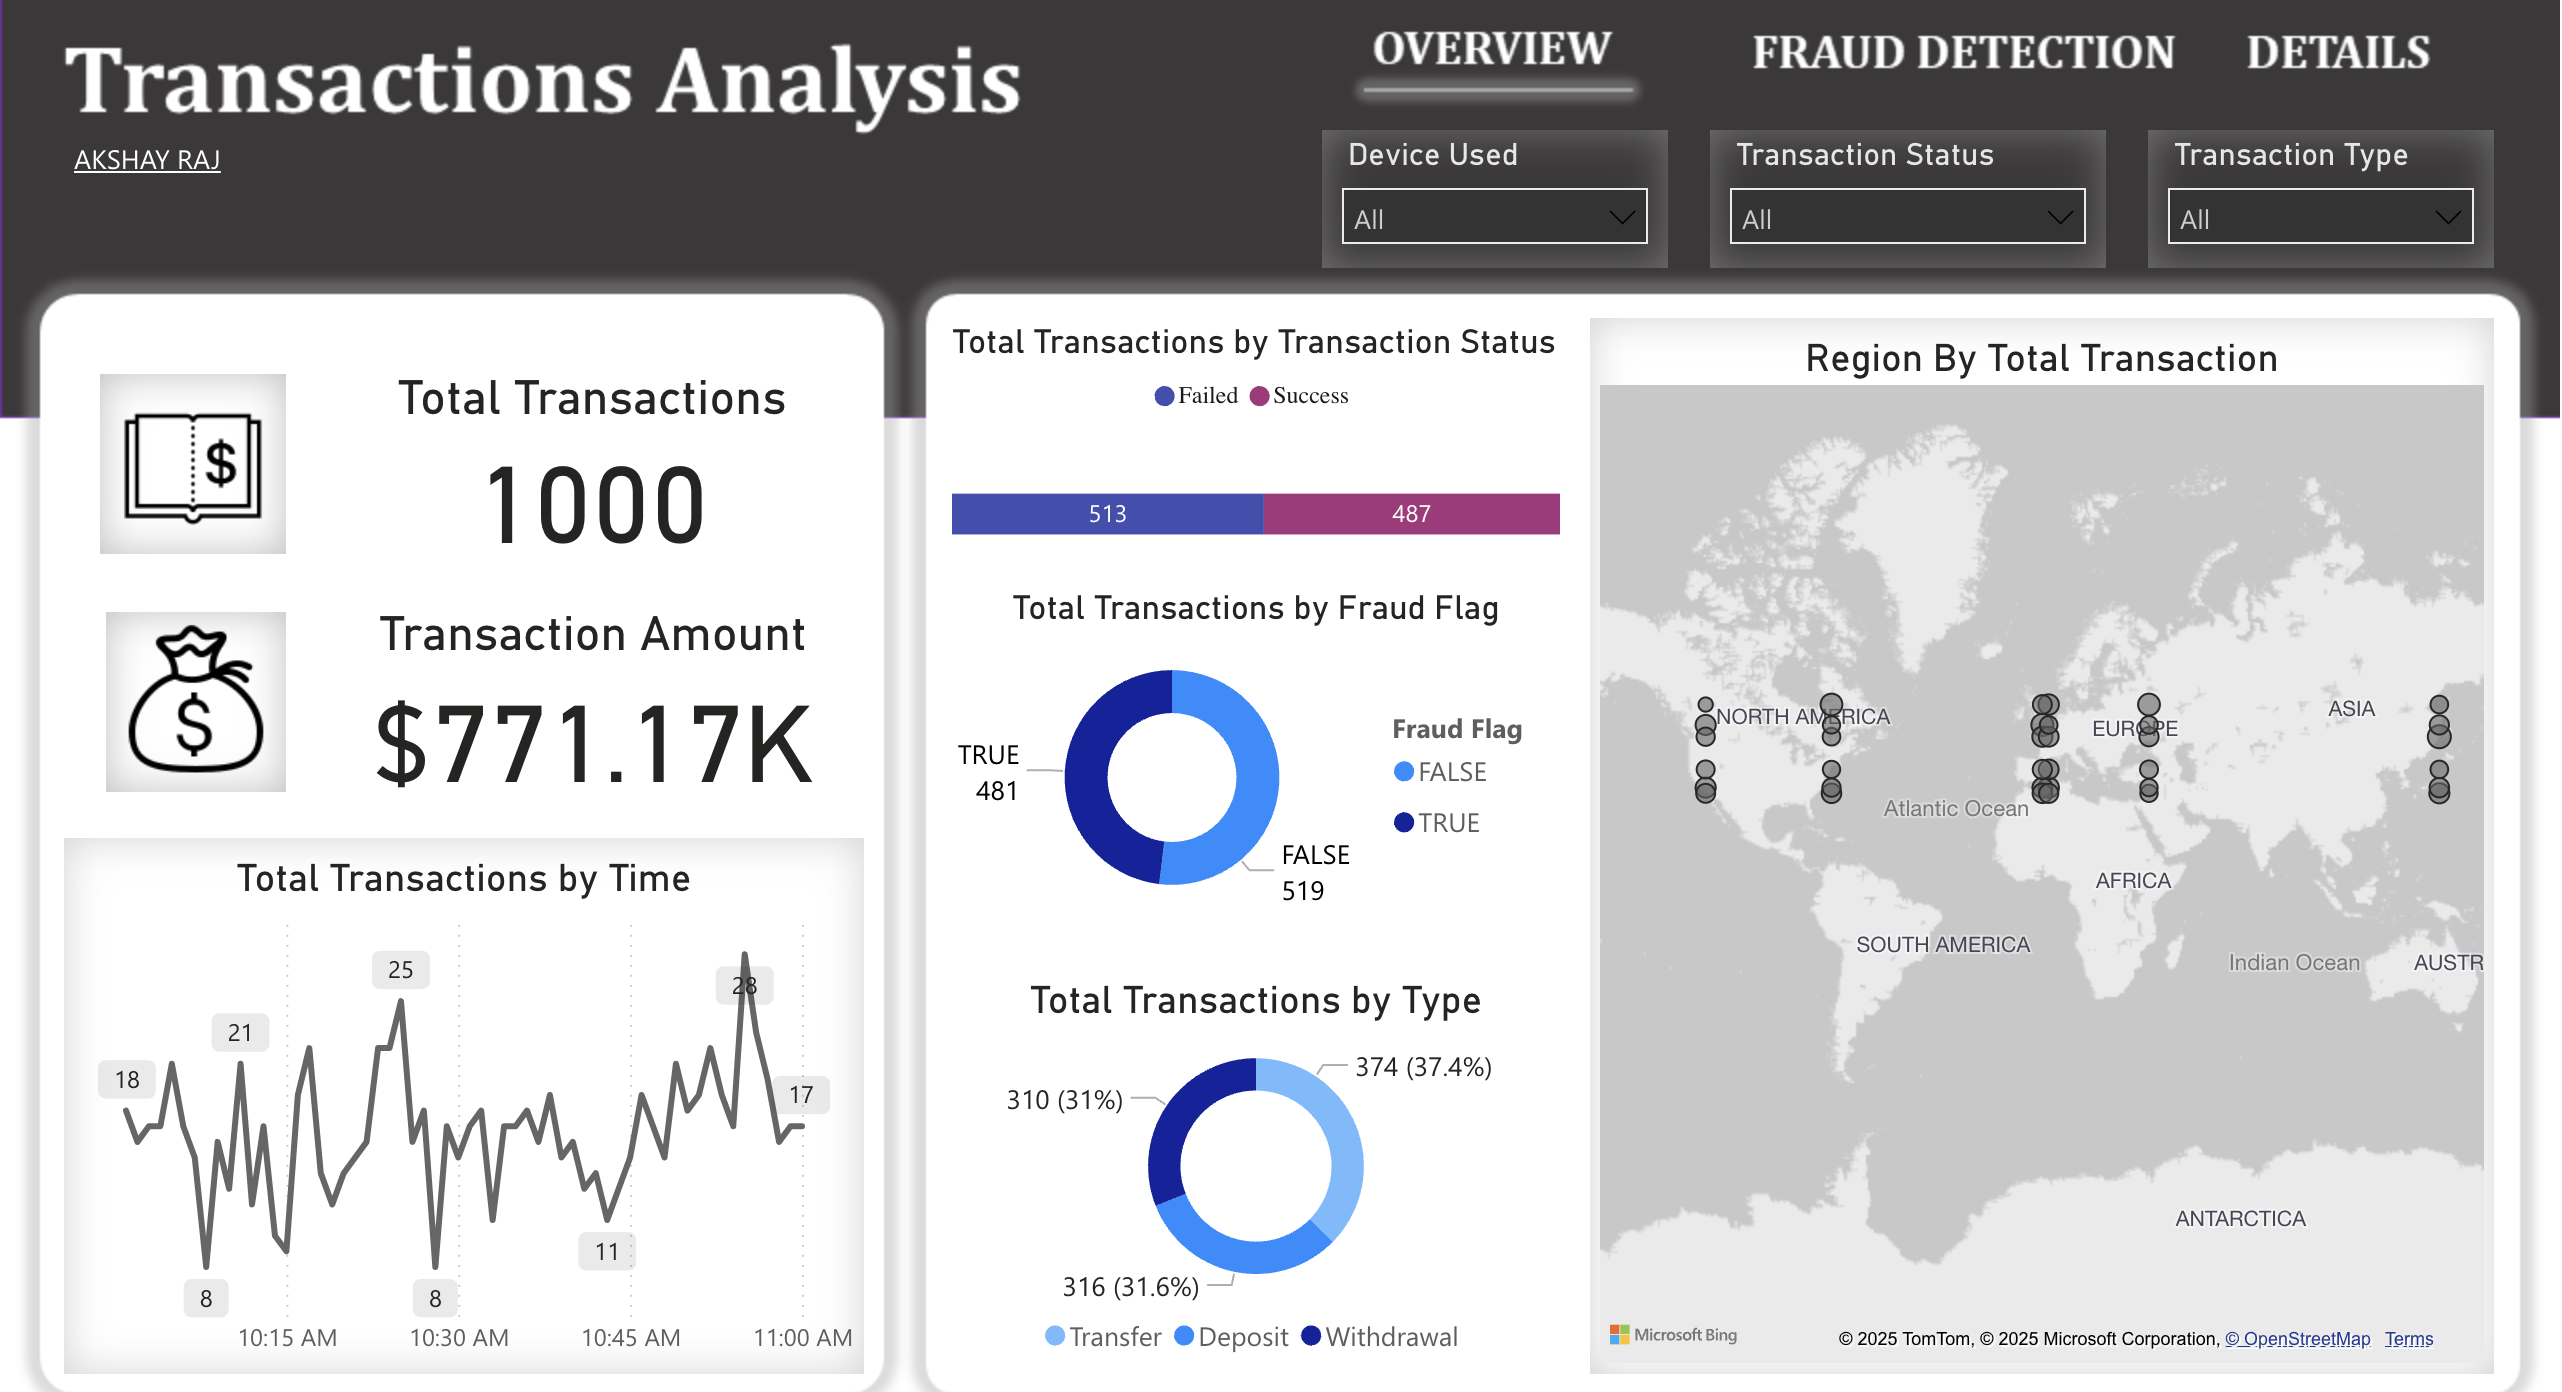 Transactions Analysis
AKSHAY RAJ
OVERVIEW
FRAUD DETECTION
DETAILS
Device Used
All
Transaction Status
All
Transaction Type
All
Total Transactions
1000
$
Transaction Amount
$771.17K
$
Total Transactions by Time
18
21
25
28
17
8
8
11
10:15 AM
10:30 AM
10:45 AM
11:00 AM
Total Transactions by Transaction Status
Failed
Success
513
487
Total Transactions by Fraud Flag
TRUE
481
FALSE
519
Fraud Flag
FALSE
TRUE
Total Transactions by Type
374 (37.4%)
310 (31%)
316 (31.6%)
Transfer
Deposit
Withdrawal
Region By Total Transaction
NORTH AMERICA
EUROPE
ASIA
Atlantic Ocean
AFRICA
SOUTH AMERICA
Indian Ocean
AUSTR
ANTARCTICA
Microsoft Bing
© 2025 TomTom, © 2025 Microsoft Corporation, © OpenStreetMap Terms